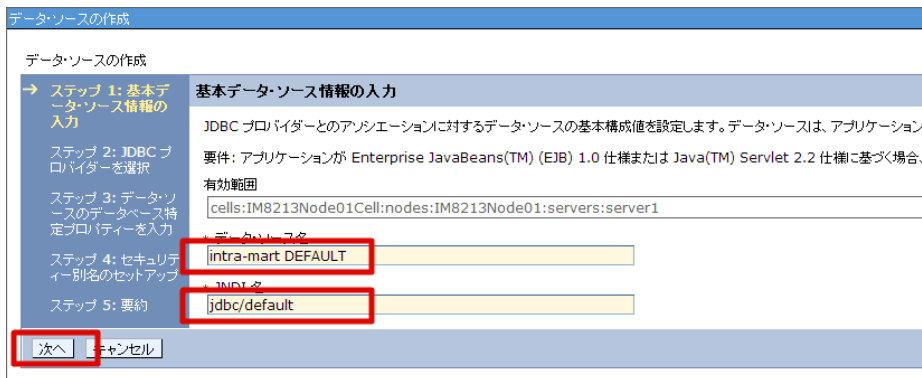 データ・ソースの作成
データ・ソースの作成
→ ステップ 1: 基本デ
ータ・ソース情報の
入力
ステップ 2: JDBC プ
ロバイダーを選択
ステップ 3: データ・ソ
ースのデータベース特
定プロパティーを入力
ステップ 4: セキュリテ
ィー別名のセットアップ
ステップ 5: 要約
基本データ・ソース情報の入力
JDBC プロバイダーとのアソシエーションに対するデータ・ソースの基本構成値を設定します。データ・ソースは、アプリケーション
要件: アプリケーションが Enterprise JavaBeans(TM) (EJB) 1.0 仕様または Java(TM) Servlet 2.2 仕様に基づく場合、
有効範囲
cells:IM8213Node01Cell:nodes:IM8213Node01:servers:server1
* データ・ソース名
intra-mart DEFAULT
* JNDI 名
jdbc/default
次へ キャンセル